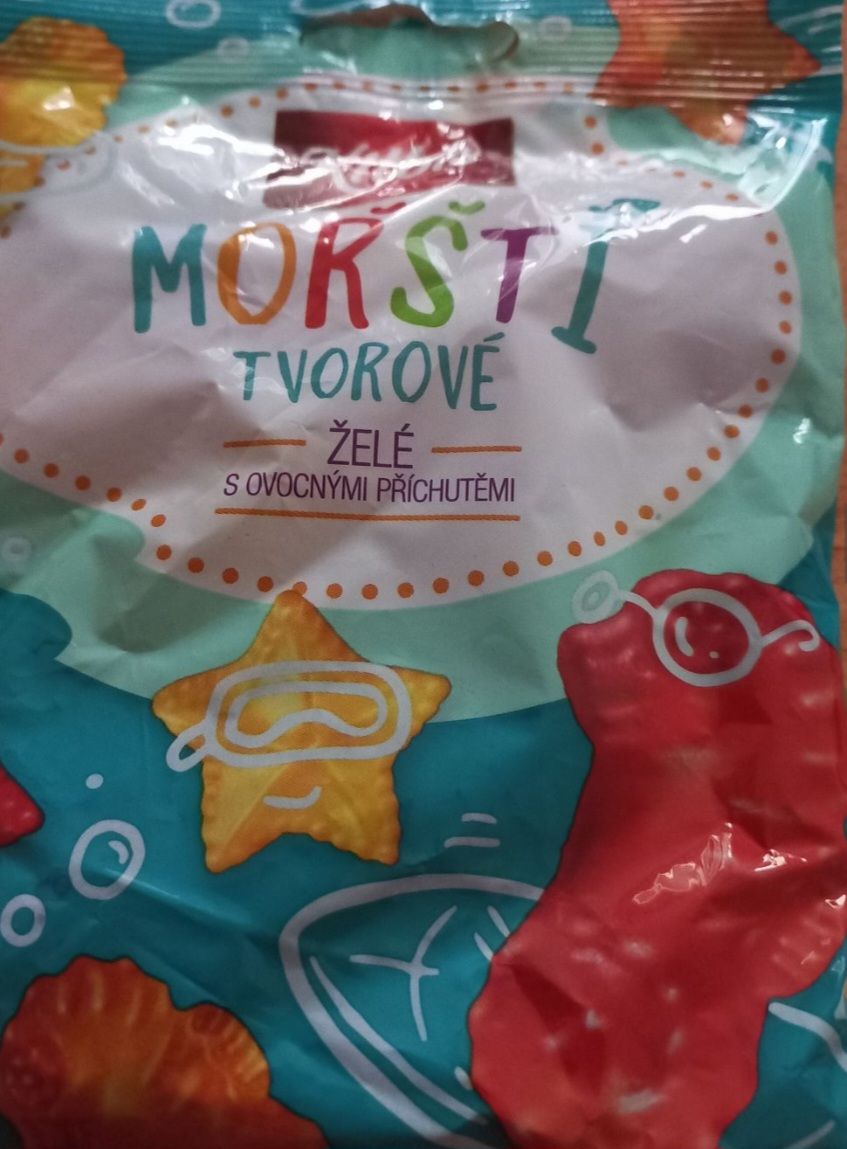 MOŘŠTÍ
TVOROVÉ
ŽELÉ
S OVOCNÝMI PŘÍCHUTĚMI